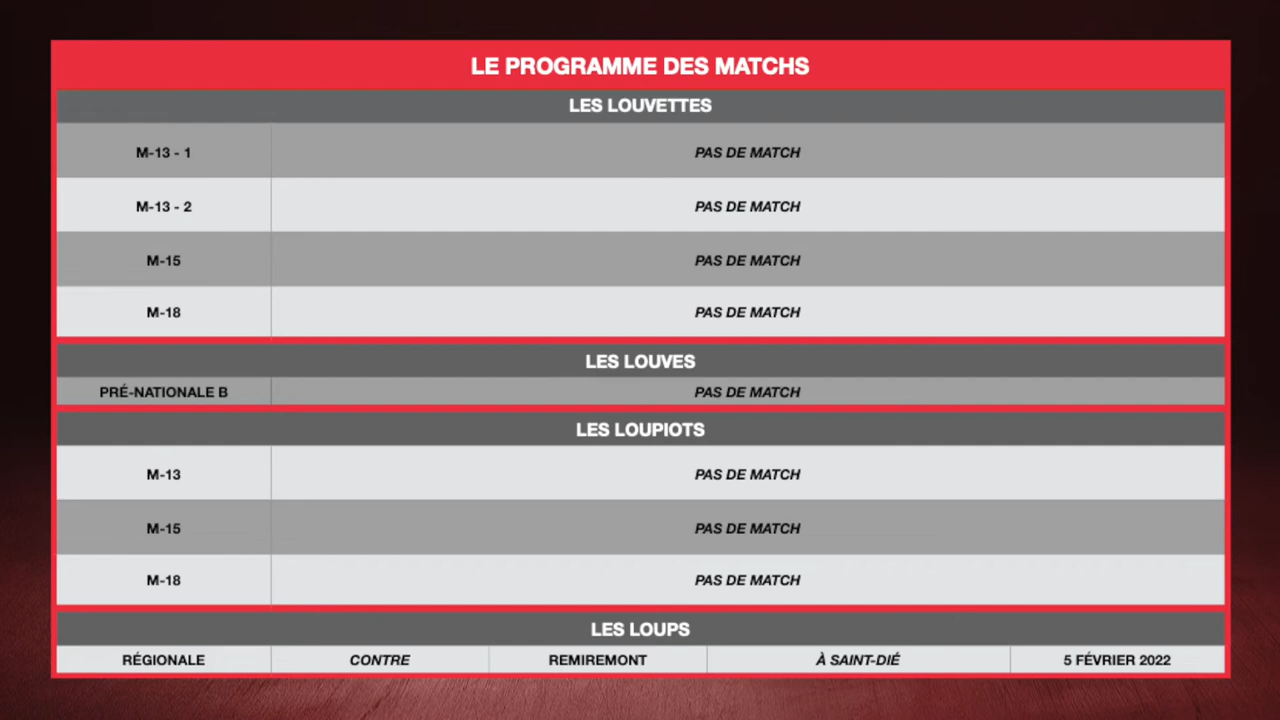 LE PROGRAMME DES MATCHS
LES LOUVETTES
M-13 - 1 PAS DE MATCH
M-13 - 2 PAS DE MATCH
M-15 PAS DE MATCH
M-18 PAS DE MATCH
LES LOUVES
PRÉ-NATIONALE B PAS DE MATCH
LES LOUPIOTS
M-13 PAS DE MATCH
M-15 PAS DE MATCH
M-18 PAS DE MATCH
LES LOUPS
RÉGIONALE CONTRE REMIREMONT À SAINT-DIÉ 5 FÉVRIER 2022